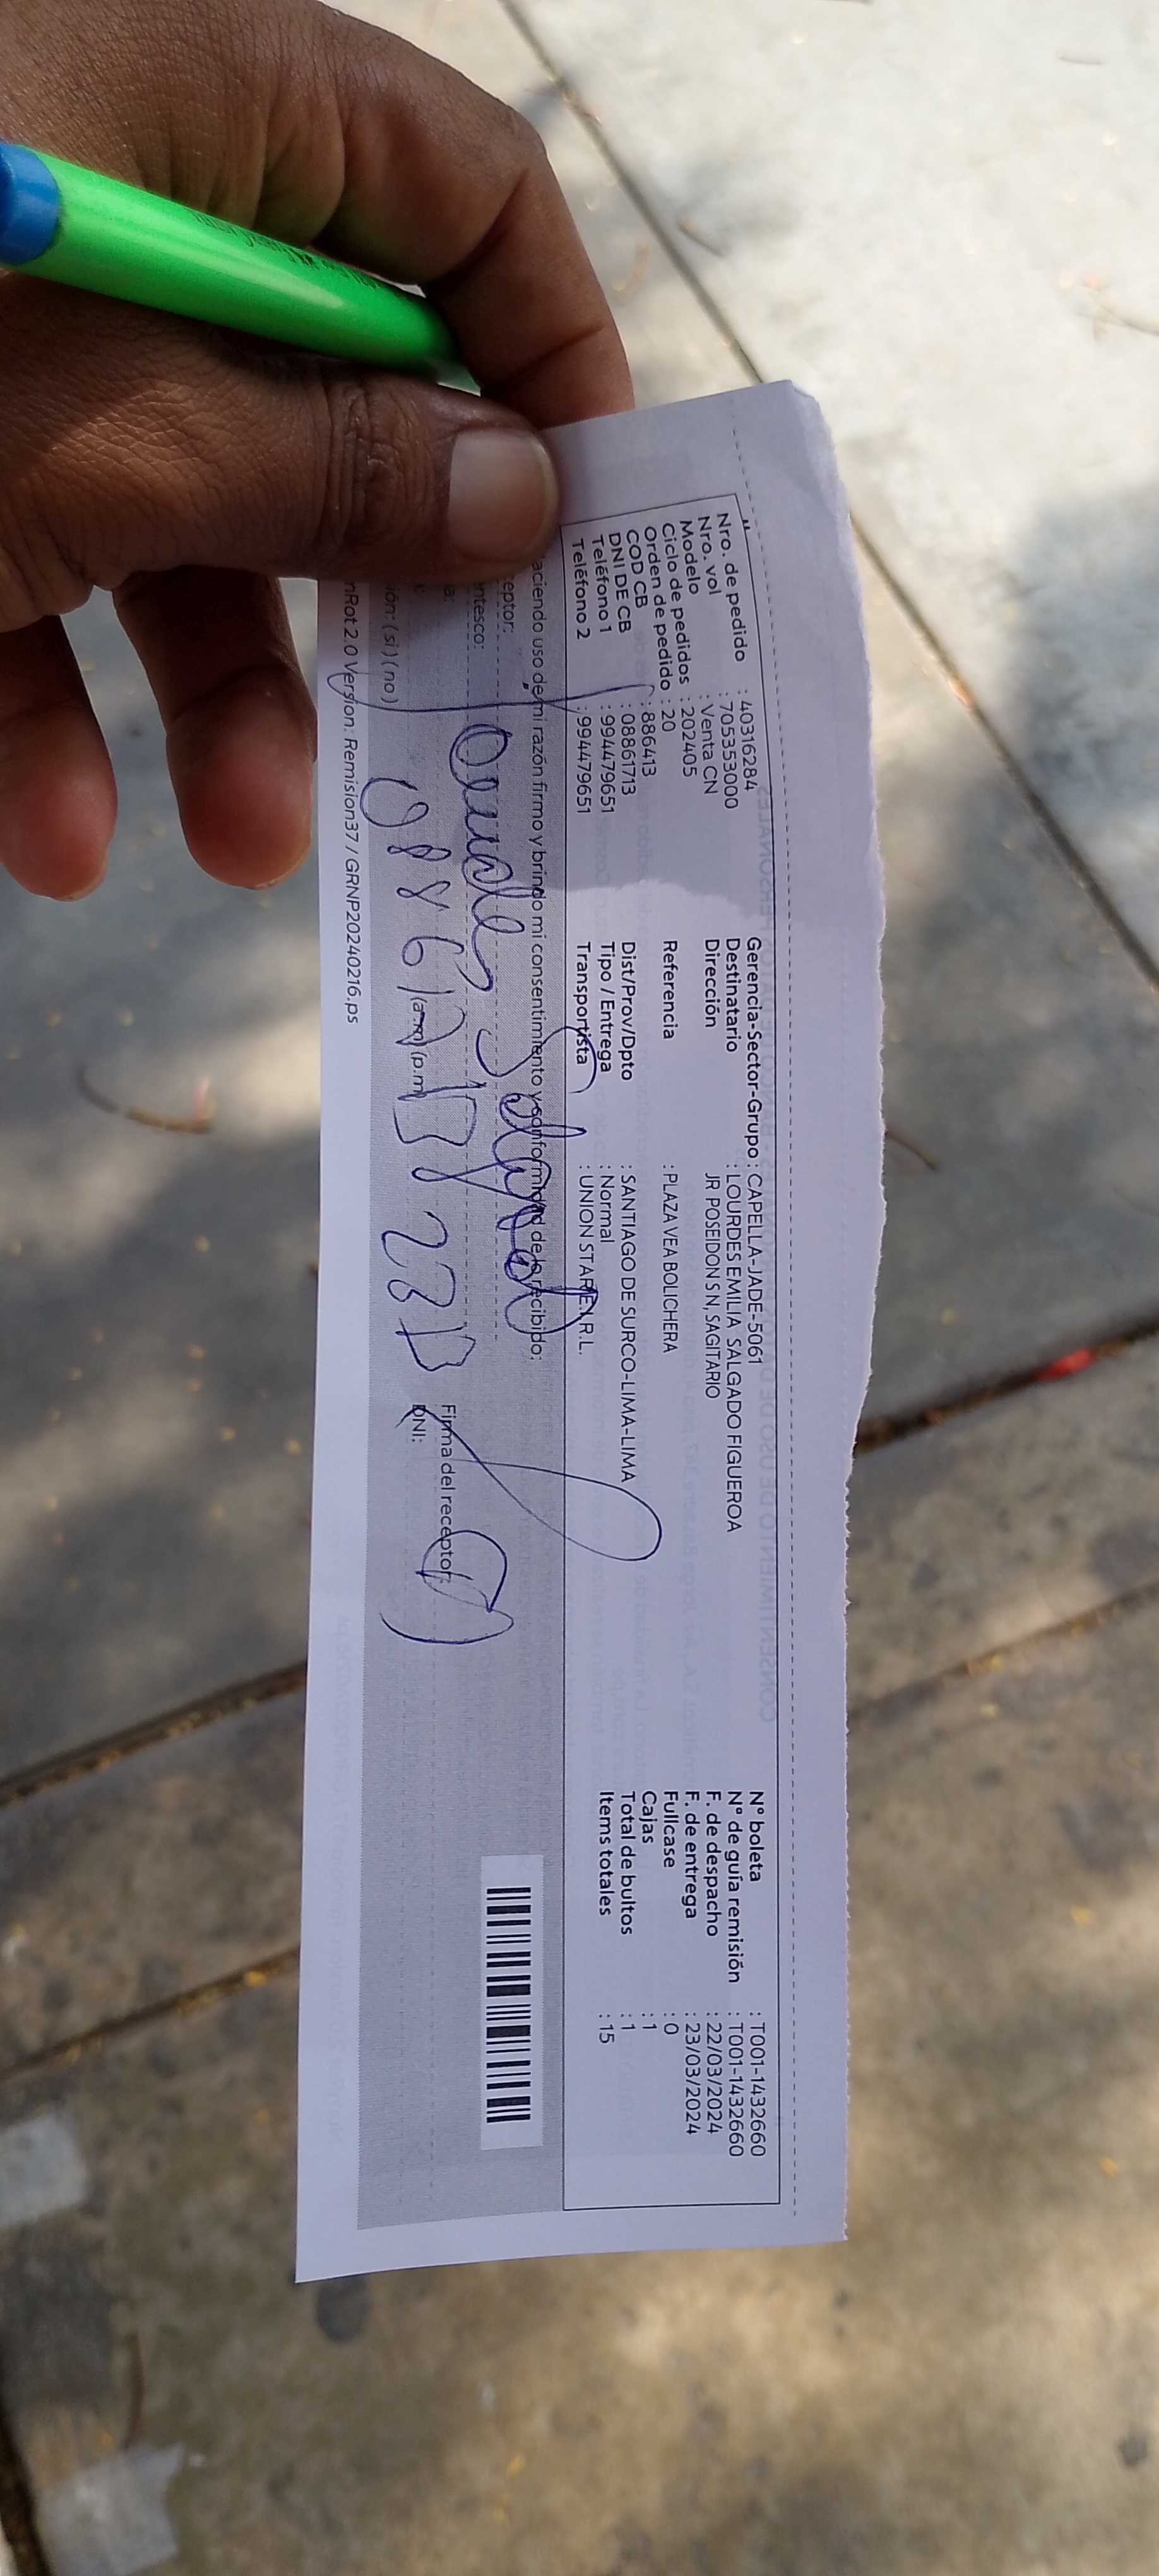 Nro. de pedido : 40316284
Nro. vol : 705353000
Modelo : Venta CN
Ciclo de pedidos : 202405
Orden de pedido : 20
COD CB : 886413
DNI DE CB : 08861713
Teléfono 1 : 994479651
Teléfono 2 : 994479651
Gerencia-Sector-Grupo : CAPELLA-JADE-5061
Destinatario : LOURDES EMILIA SALGADO FIGUEROA
Dirección JR POSEIDON S N, SAGITARIO
Referencia : PLAZA VEA BOLICHERA
Dist/Prov/Dpto : SANTIAGO DE SURCO-LIMA-LIMA
Tipo / Entrega : Normal
Transportista : UNION STAR E.I.R.L.
N° boleta : T001-1432660
N° de guía remisión : T001-1432660
F. de despacho : 22/03/2024
F. de entrega : 23/03/2024
Fullcase : 0
Cajas : 1
Total de bultos : 1
Items totales : 15
aciendo uso de mi razón firmo y brindo mi consentimiento y conformidad de lo recibido:
eptor:
ntesco:
a:
ión: ( si ) ( no )
Lourdes Salgado
(a.m) (p.m)
Firma del receptor:
DNI:
nRot 2.0 Version: Remision37 / GRNP20240216.ps